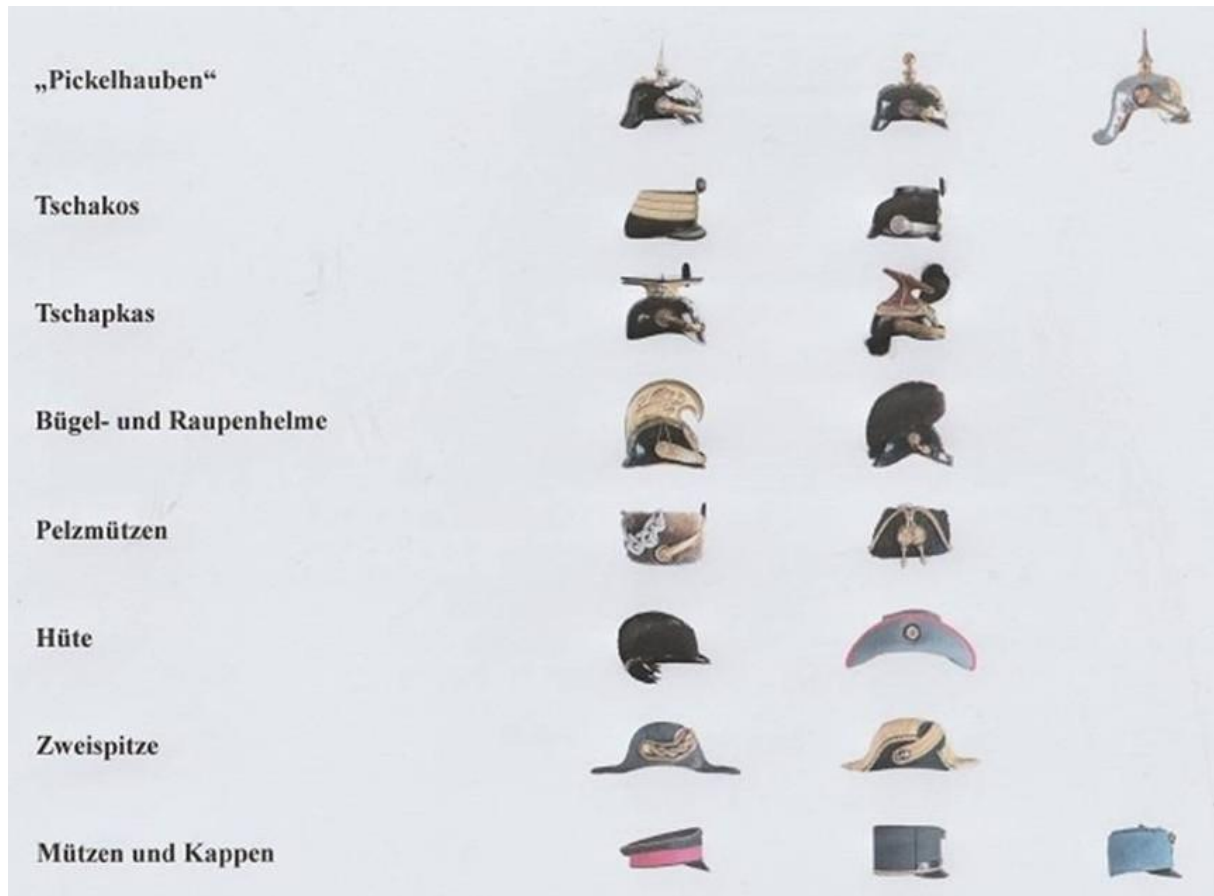 „Pickelhauben“
Tschakos
Tschapkas
Bügel- und Raupenhelme
Pelzmützen
Hüte
Zweispitze
Mützen und Kappen